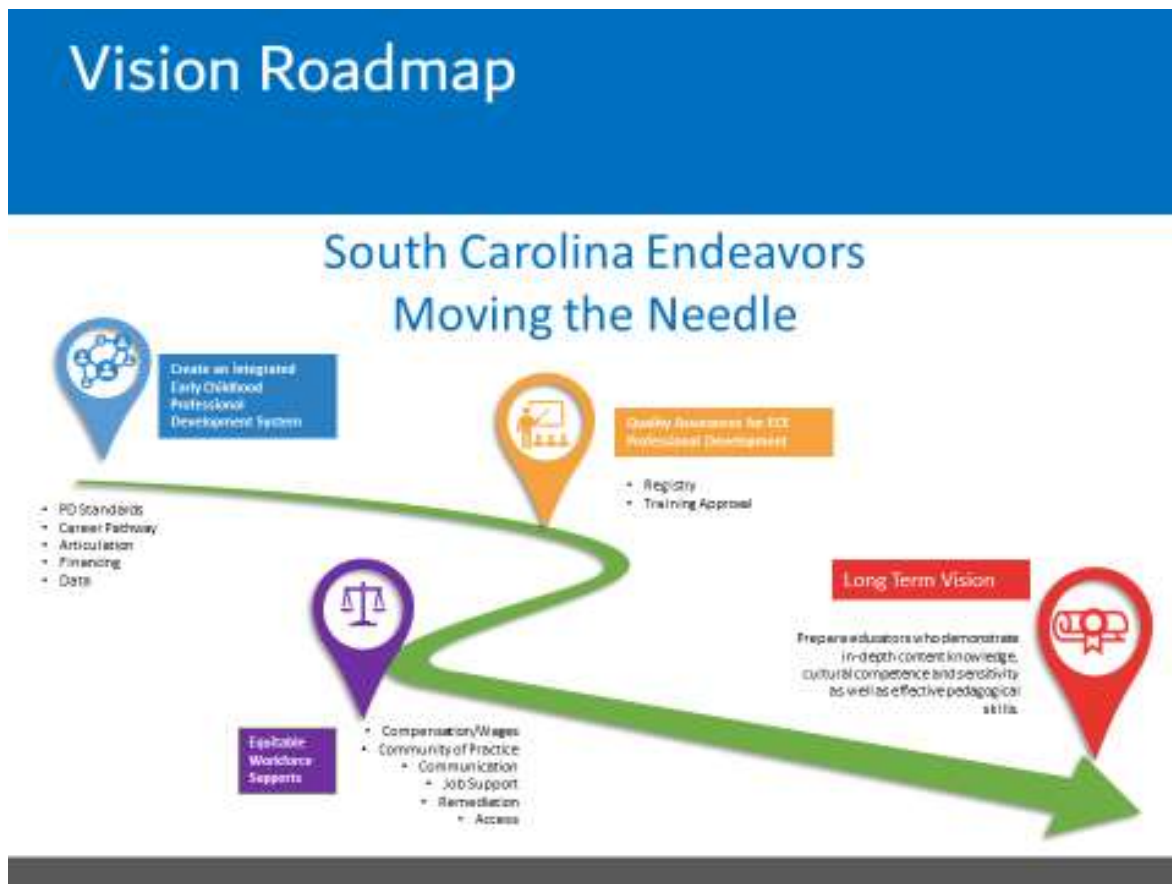 Vision Roadmap
South Carolina Endeavors
Moving the Needle
Create an Integrated
Early Childhood
Professional
Development System
• PD Standards
• Career Pathway
• Articulation
• Financing
• Data
Quality Assurances for ECE
Professional Development
• Registry
• Training Approval
Equitable
Workforce
Supports
• Compensation/Wages
• Community of Practice
• Communication
• Job Support
• Remediation
• Access
Long Term Vision
Prepare educators who demonstrate
in-depth content knowledge,
cultural competence and sensitivity
as well as effective pedagogical
skills.